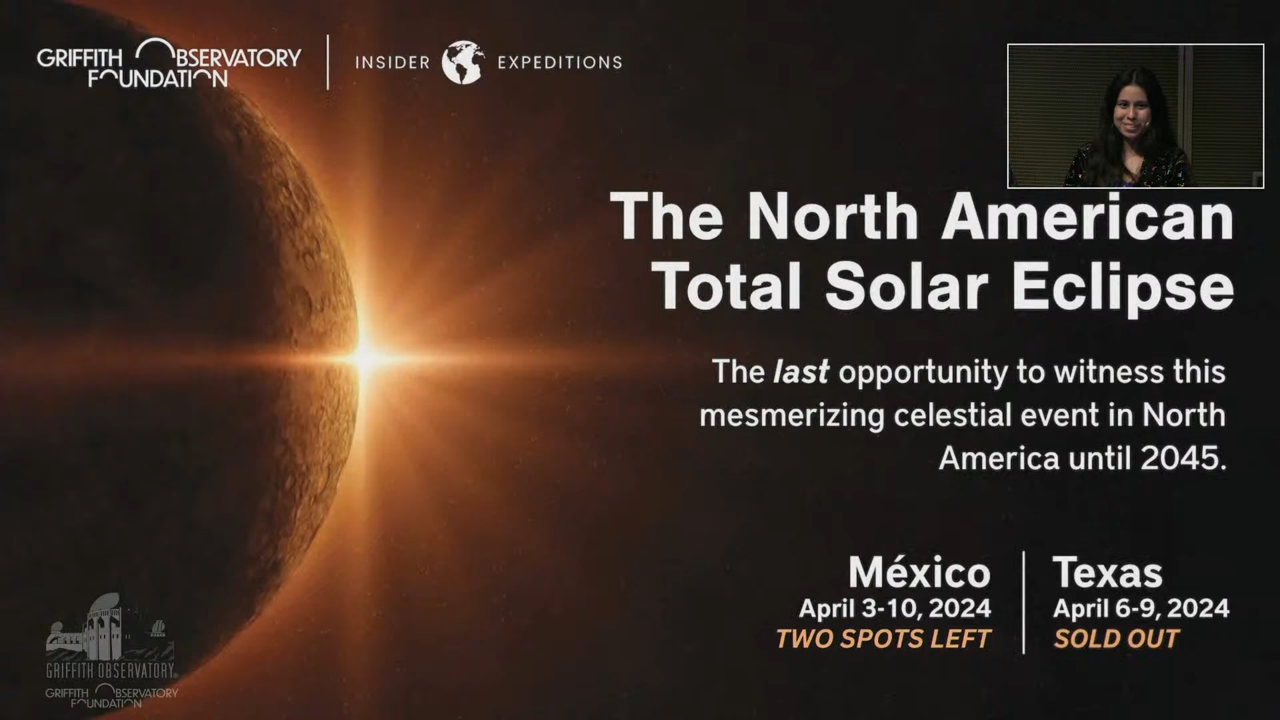 GRIFFITH OBSERVATORY
FOUNDATION
INSIDER EXPEDITIONS
The North American
Total Solar Eclipse
The last opportunity to witness this
mesmerizing celestial event in North
America until 2045.
México
April 3-10, 2024
TWO SPOTS LEFT
Texas
April 6-9, 2024
SOLD OUT
GRIFFITH OBSERVATORY
GRIFFITH OBSERVATORY
FOUNDATION